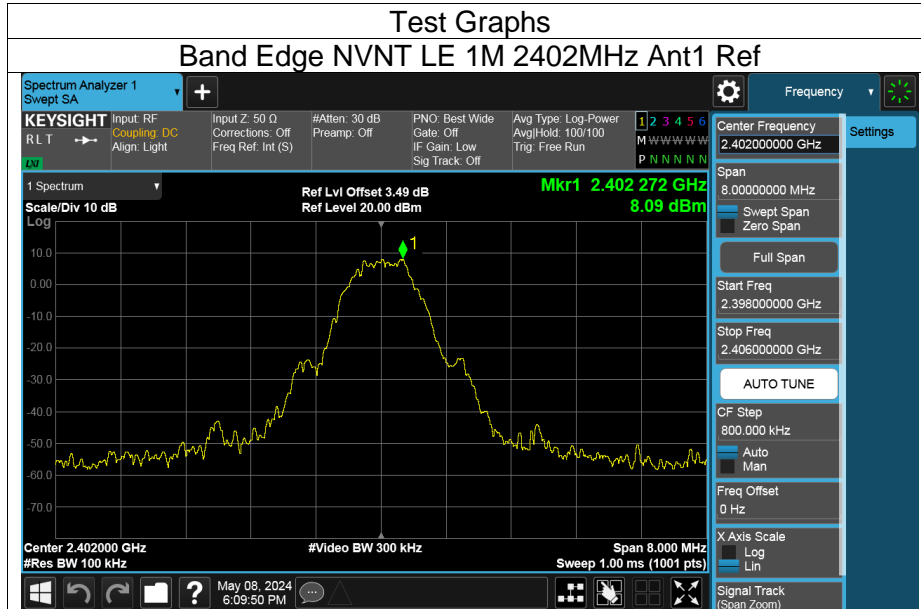 Test Graphs
Band Edge NVNT LE 1M 2402MHz Ant1 Ref
Spectrum Analyzer 1
Swept SA
+
Frequency
KEYSIGHT
RLT
LXI
Input: RF
Coupling: DC
Align: Light
Input Z: 50 Ω
Corrections: Off
Freq Ref: Int (S)
#Atten: 30 dB
Preamp: Off
PNO: Best Wide
Gate: Off
IF Gain: Low
Sig Track: Off
Avg Type: Log-Power
Avg|Hold: 100/100
Trig: Free Run
1 2 3 4 5 6
M W W W W W
P N N N N N
1 Spectrum
Scale/Div 10 dB
Log
Ref Lvl Offset 3.49 dB
Ref Level 20.00 dBm
Mkr1 2.402 272 GHz
8.09 dBm
1
10.0
0.00
-10.0
-20.0
-30.0
-40.0
-50.0
-60.0
-70.0
Center 2.402000 GHz
#Res BW 100 kHz
#Video BW 300 kHz
Span 8.000 MHz
Sweep 1.00 ms (1001 pts)
Center Frequency
2.402000000 GHz
Settings
Span
8.00000000 MHz
Swept Span
Zero Span
Full Span
Start Freq
2.398000000 GHz
Stop Freq
2.406000000 GHz
AUTO TUNE
CF Step
800.000 kHz
Auto
Man
Freq Offset
0 Hz
X Axis Scale
Log
Lin
Signal Track
(Span Zoom)
?
May 08, 2024
6:09:50 PM